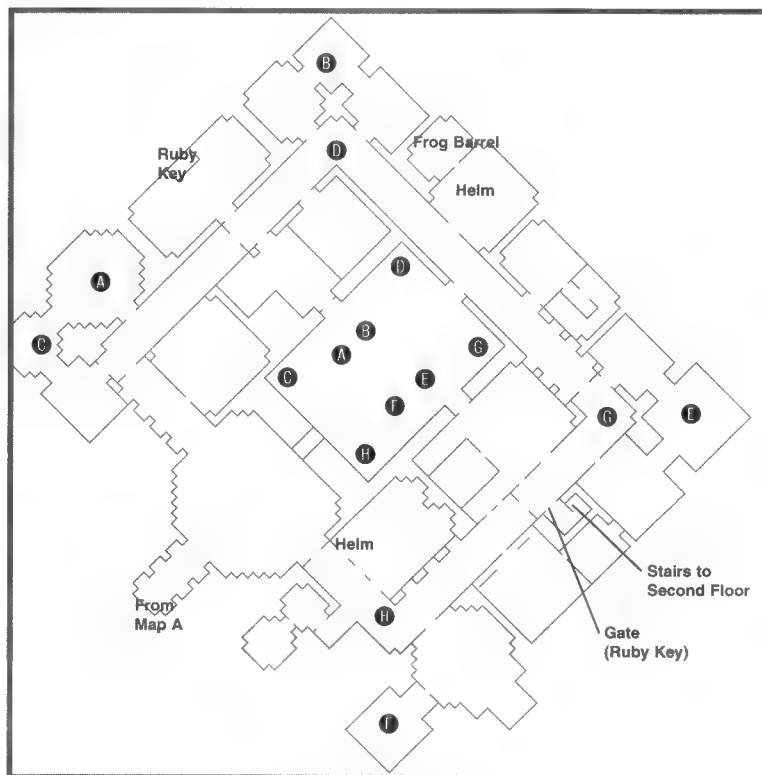 B
Frog Barrel
D
Ruby
Key
Helm
D
A
B
C
A
G
C
E
F
G
E
H
Helm
Stairs to
Second Floor
From
Map A
H
Gate
(Ruby Key)
F